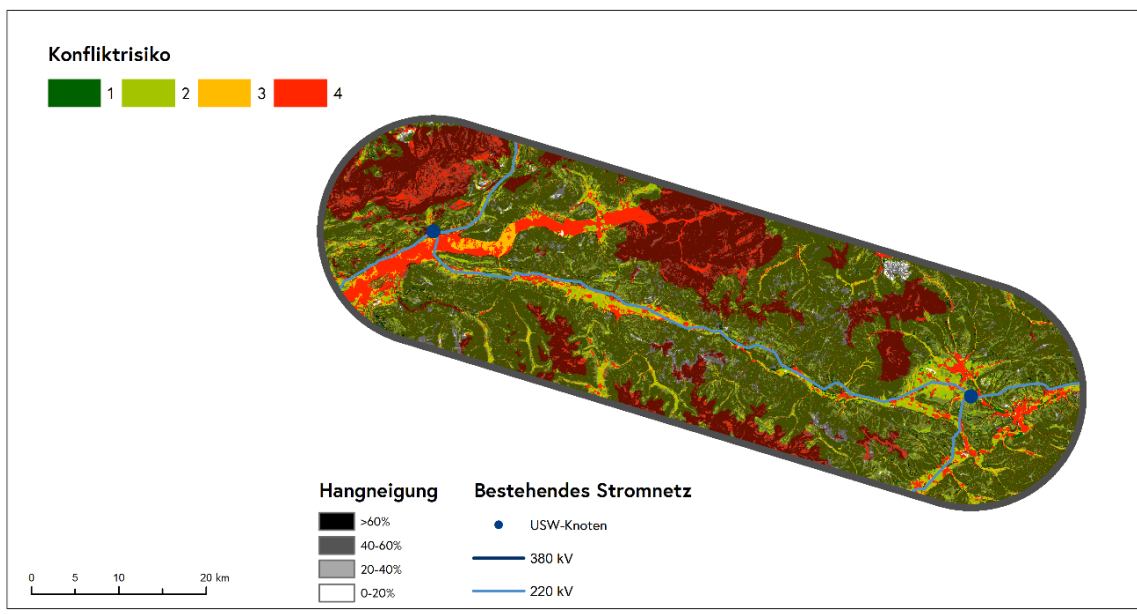 Konfliktrisiko
1 2 3 4
Hangneigung
>60%
40-60%
20-40%
0-20%
Bestehendes Stromnetz
USW-Knoten
380 kV
220 kV
0 5 10 20 km